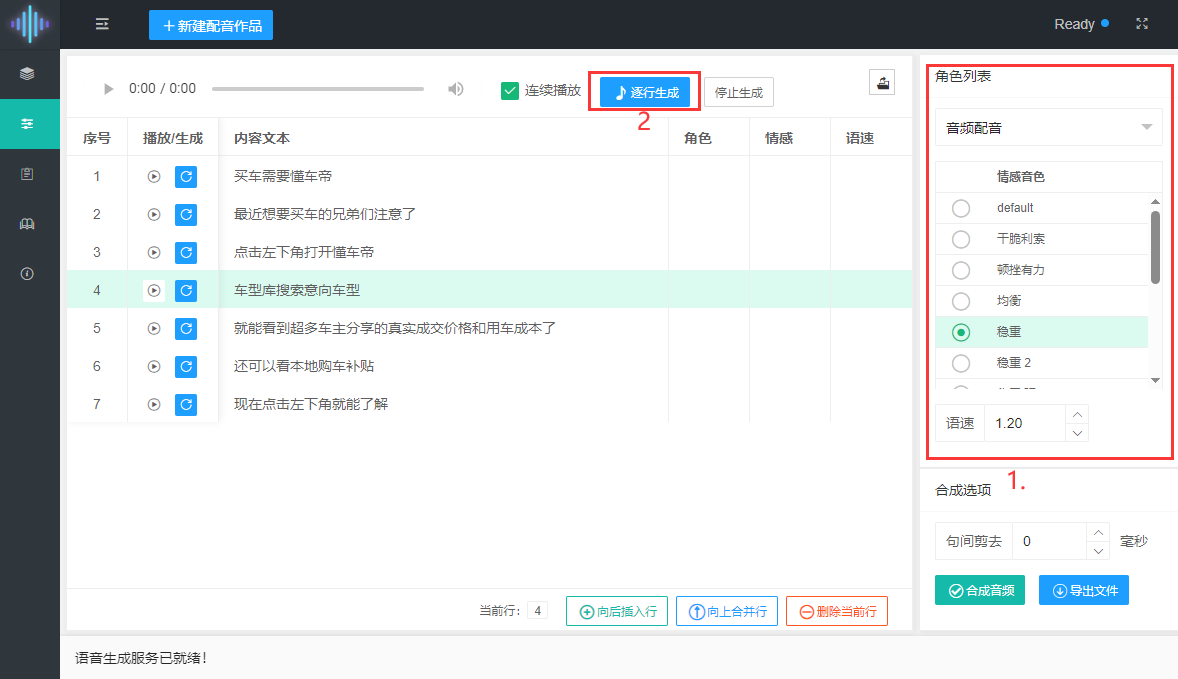 ＋新建配音作品
Ready
0:00 / 0:00
连续播放
逐行生成
停止生成
2
序号 播放/生成 内容文本 角色 情感 语速
1 买车需要懂车帝
2 最近想要买车的兄弟们注意了
3 点击左下角打开懂车帝
4 车型库搜索意向车型
5 就能看到超多车主分享的真实成交价格和用车成本了
6 还可以看本地购车补贴
7 现在点击左下角就能了解
当前行: 4 向后插入行 向上合并行 删除当前行
角色列表
音频配音
情感音色
default
干脆利索
顿挫有力
均衡
稳重
稳重 2
语速 1.20
1.
合成选项
句间剪去 0 毫秒
合成音频 导出文件
语音生成服务已就绪!